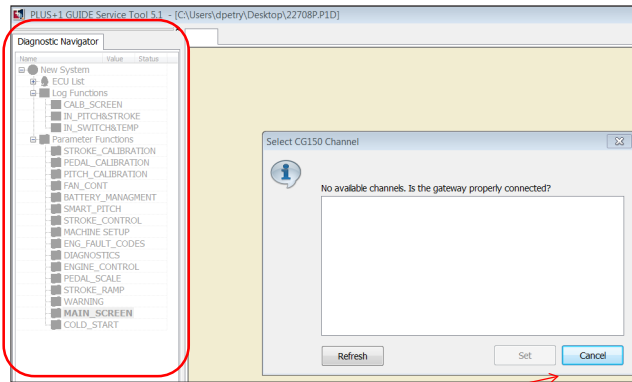 PLUS+1 GUIDE Service Tool 5.1 - [C:\Users\dpetry\Desktop\22708P.P1D]
Diagnostic Navigator
Name Value Status
New System
ECU List
Log Functions
CALB_SCREEN
IN_PITCH&STROKE
IN_SWITCH&TEMP
Parameter Functions
STROKE_CALIBRATION
PEDAL_CALIBRATION
PITCH_CALIBRATION
FAN_CONT
BATTERY_MANAGMENT
SMART_PITCH
STROKE_CONTROL
MACHINE SETUP
ENG_FAULT_CODES
DIAGNOSTICS
ENGINE_CONTROL
PEDAL_SCALE
STROKE_RAMP
WARNING
MAIN_SCREEN
COLD_START
Select CG150 Channel
No available channels. Is the gateway properly connected?
Refresh Set Cancel